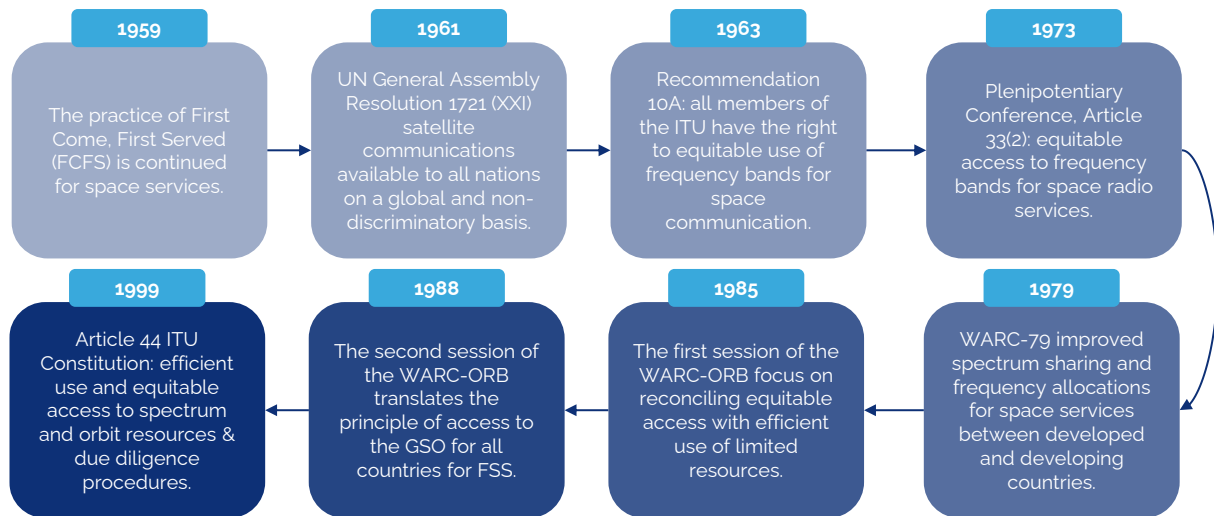 1959
The practice of First
Come, First Served
(FCFS) is continued
for space services.
1961
UN General Assembly
Resolution 1721 (XXI)
satellite
communications
available to all nations
on a global and non-
discriminatory basis.
1963
Recommendation
10A: all members of
the ITU have the right
to equitable use of
frequency bands for
space
communication.
1973
Plenipotentiary
Conference, Article
33(2): equitable
access to frequency
bands for space radio
services.
1979
WARC-79 improved
spectrum sharing and
frequency allocations
for space services
between developed
and developing
countries.
1985
The first session of the
WARC-ORB focus on
reconciling equitable
access with efficient
use of limited
resources.
1988
The second session of
the WARC-ORB
translates the
principle of access to
the GSO for all
countries for FSS.
1999
Article 44 ITU
Constitution: efficient
use and equitable
access to spectrum
and orbit resources &
due diligence
procedures.